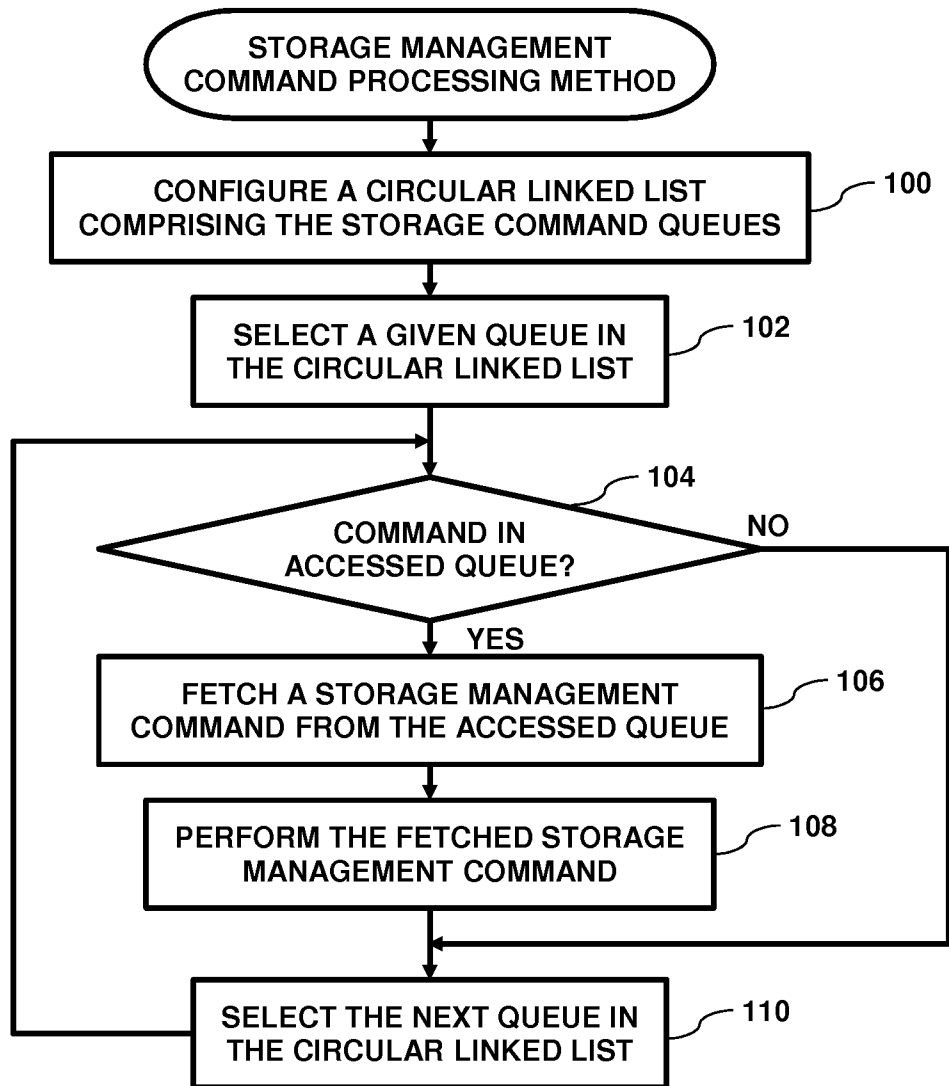 STORAGE MANAGEMENT
COMMAND PROCESSING METHOD
CONFIGURE A CIRCULAR LINKED LIST
COMPRISING THE STORAGE COMMAND QUEUES
100
SELECT A GIVEN QUEUE IN
THE CIRCULAR LINKED LIST
102
104
COMMAND IN
ACCESSED QUEUE?
NO
YES
FETCH A STORAGE MANAGEMENT
COMMAND FROM THE ACCESSED QUEUE
106
PERFORM THE FETCHED STORAGE
MANAGEMENT COMMAND
108
SELECT THE NEXT QUEUE IN
THE CIRCULAR LINKED LIST
110